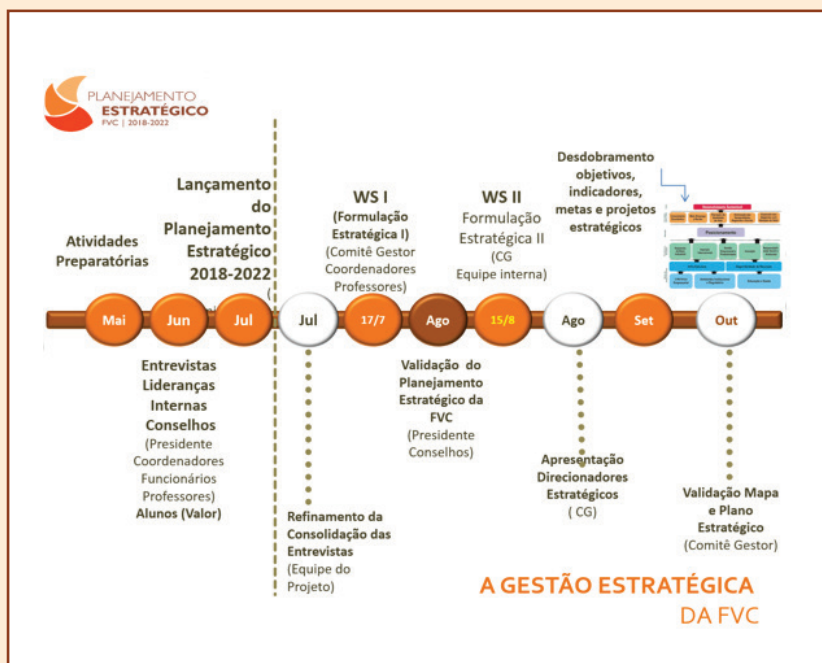 PLANEJAMENTO
ESTRATÉGICO
FVC | 2018-2022
Atividades
Preparatórias
Lançamento
do
Planejamento
Estratégico
2018-2022
(
WS I
(Formulação
Estratégica I)
(Comitê Gestor
Coordenadores
Professores)
WS II
Formulação
Estratégica II
(CG
Equipe interna)
Desdobramento
objetivos,
indicadores,
metas e projetos
estratégicos
Posicionamento
Mai
Jun
Jul
Jul
17/7
Ago
15/8
Ago
Set
Out
Entrevistas
Lideranças
Internas
Conselhos
(Presidente
Coordenadores
Funcionários
Professores)
Alunos (Valor)
Refinamento da
Consolidação das
Entrevistas
(Equipe do
Projeto)
Validação do
Planejamento
Estratégico da
FVC
(Presidente
Conselhos)
Apresentação
Direcionadores
Estratégicos
( CG)
Validação Mapa
e Plano
Estratégico
(Comitê Gestor)
A GESTÃO ESTRATÉGICA
DA FVC